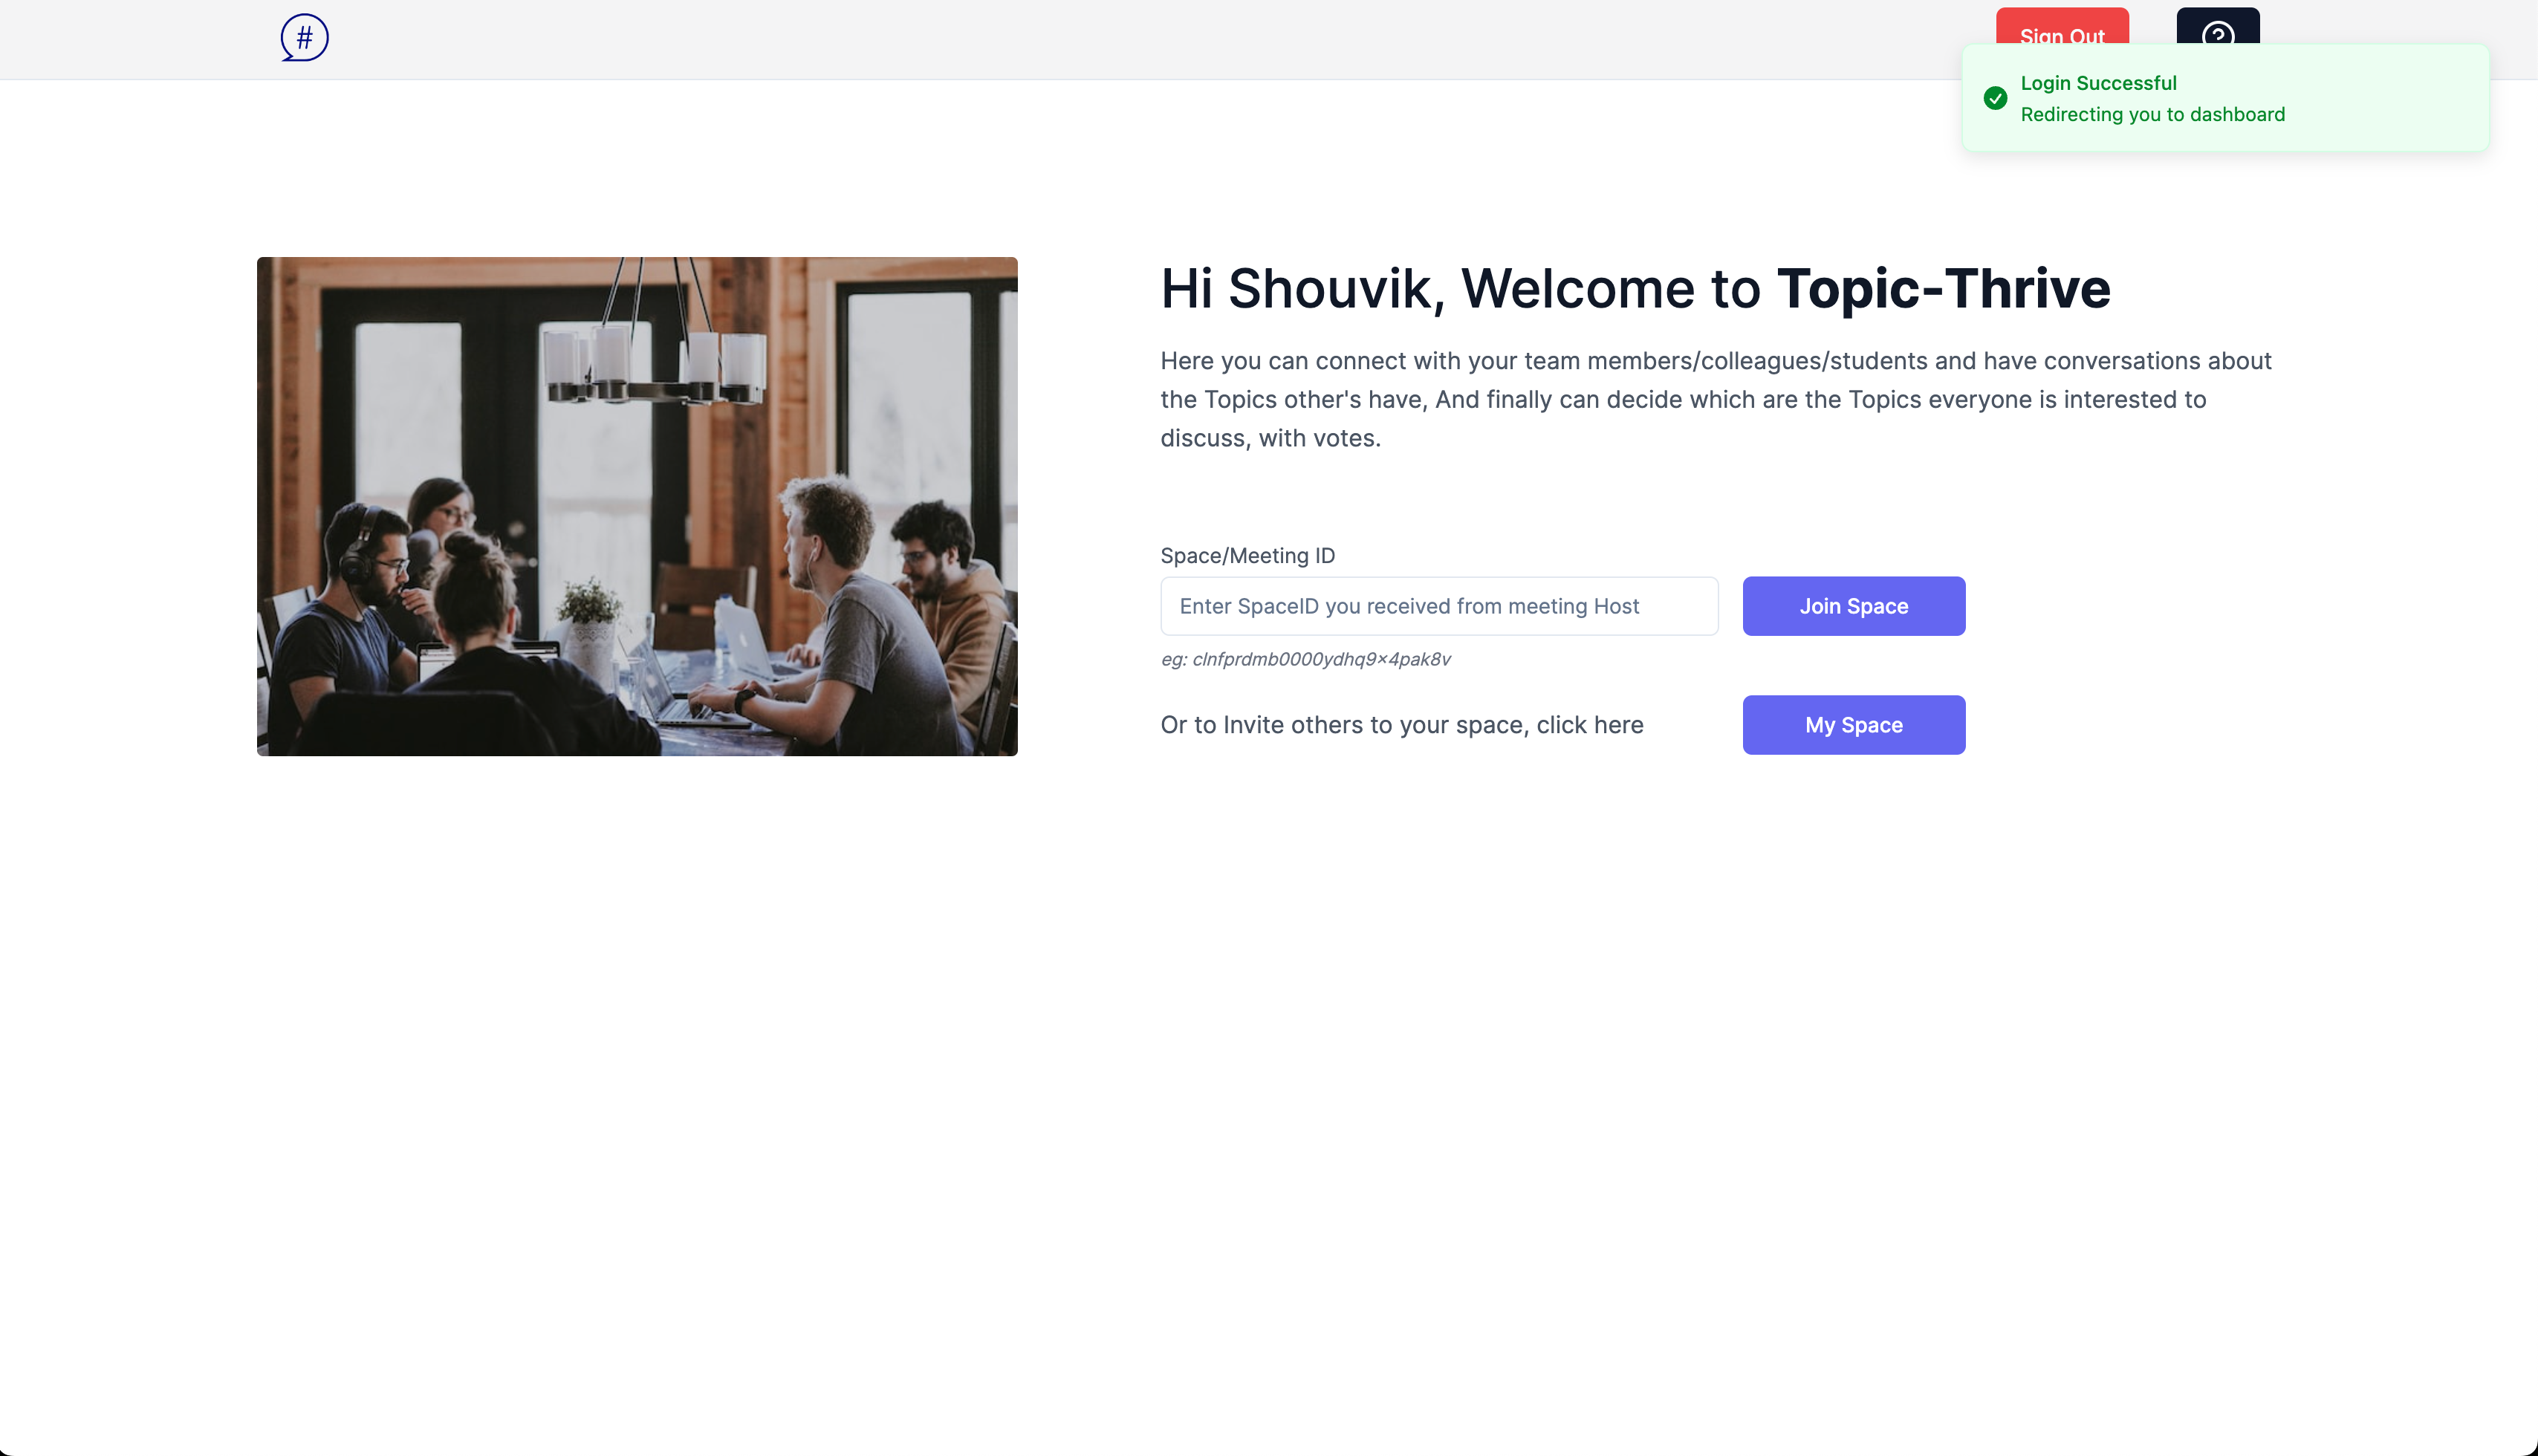 #
Sign Out
Login Successful
Redirecting you to dashboard
Hi Shouvik, Welcome to Topic-Thrive
Here you can connect with your team members/colleagues/students and have conversations about
the Topics other's have, And finally can decide which are the Topics everyone is interested to
discuss, with votes.
Space/Meeting ID
Enter SpaceID you received from meeting Host
Join Space
eg: clnfprdmb0000ydhq9x4pak8v
Or to Invite others to your space, click here
My Space